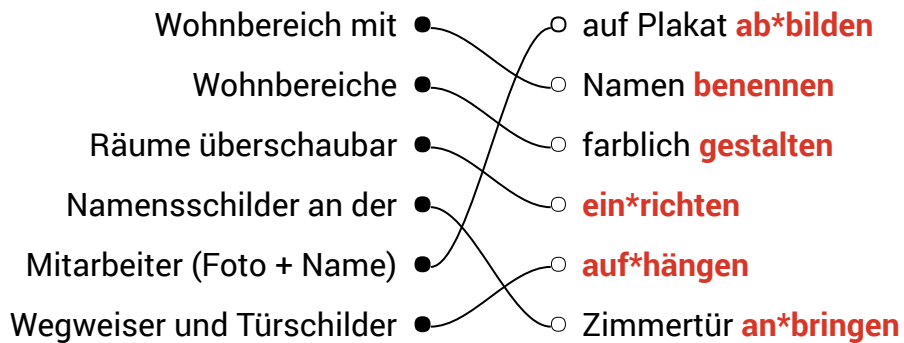 Wohnbereich mit auf Plakat ab*bilden
Wohnbereiche Namen benennen
Räume überschaubar farblich gestalten
Namensschilder an der ein*richten
Mitarbeiter (Foto + Name) auf*hängen
Wegweiser und Türschilder Zimmertür an*bringen